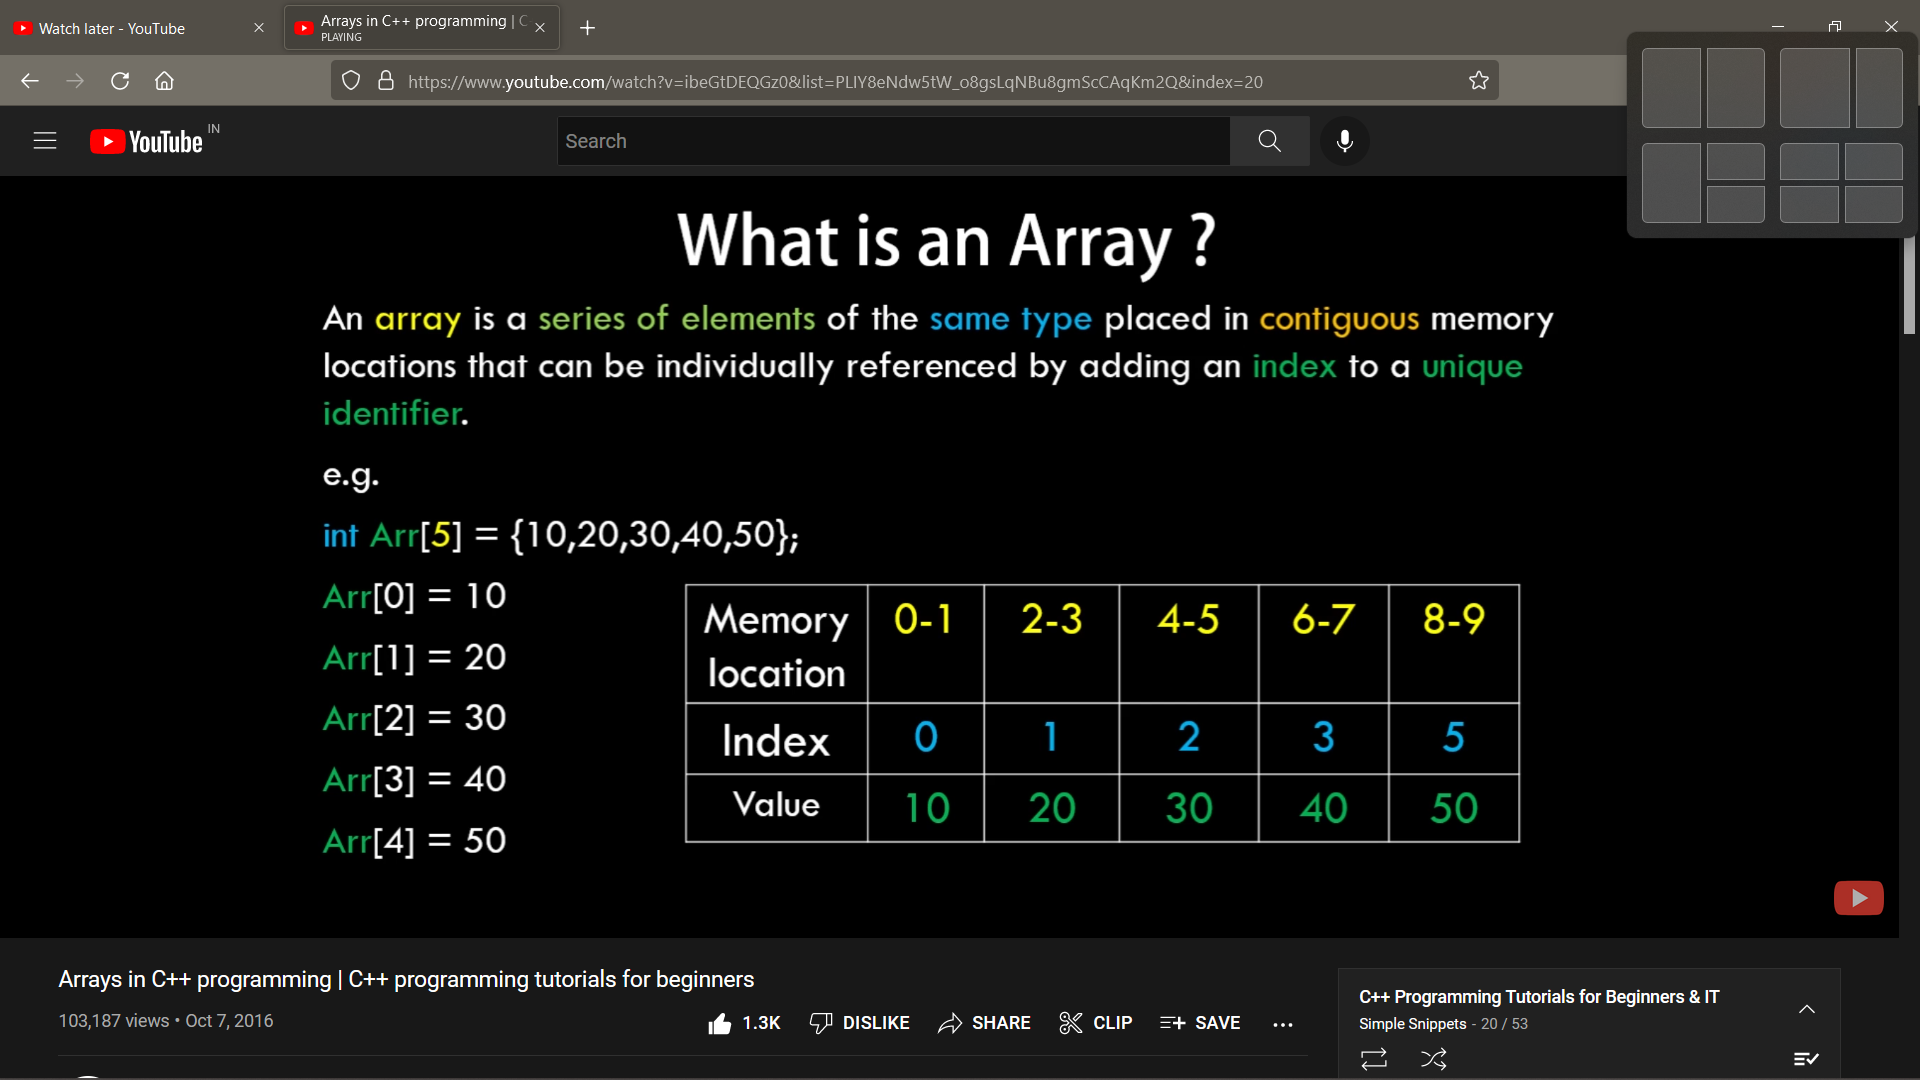 Watch later - YouTube
Arrays in C++ programming | C
PLAYING
https://www.youtube.com/watch?v=ibeGtDEQGz0&list=PLIY8eNdw5tW_o8gsLqNBu8gmScCAqKm2Q&index=20
YouTube IN
Search
What is an Array ?
An array is a series of elements of the same type placed in contiguous memory
locations that can be individually referenced by adding an index to a unique
identifier.
e.g.
int Arr[5] = {10,20,30,40,50};
Arr[0] = 10
Arr[1] = 20
Arr[2] = 30
Arr[3] = 40
Arr[4] = 50
Memory location 0-1 2-3 4-5 6-7 8-9
Index 0 1 2 3 5
Value 10 20 30 40 50
Arrays in C++ programming | C++ programming tutorials for beginners
103,187 views • Oct 7, 2016
1.3K DISLIKE SHARE CLIP SAVE ...
C++ Programming Tutorials for Beginners & IT
Simple Snippets - 20 / 53